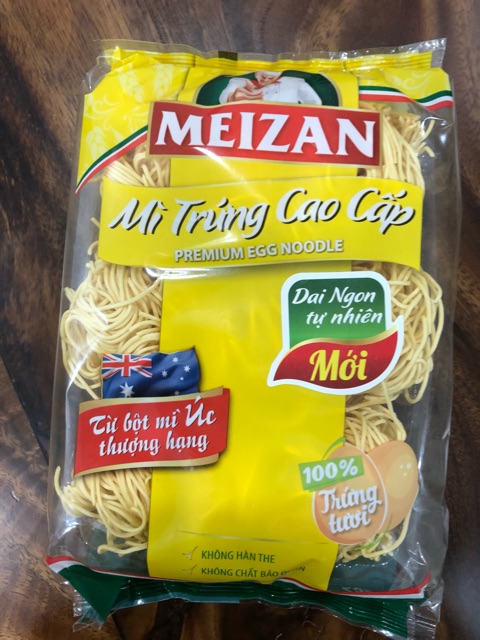 MEIZAN
Mì Trứng Cao Cấp
PREMIUM EGG NOODLE
Dai Ngon
tự nhiên
Mới
Từ bột mì Úc
thượng hạng
100%
Trứng
tươi
KHÔNG HÀN THE
KHÔNG CHẤT BẢO